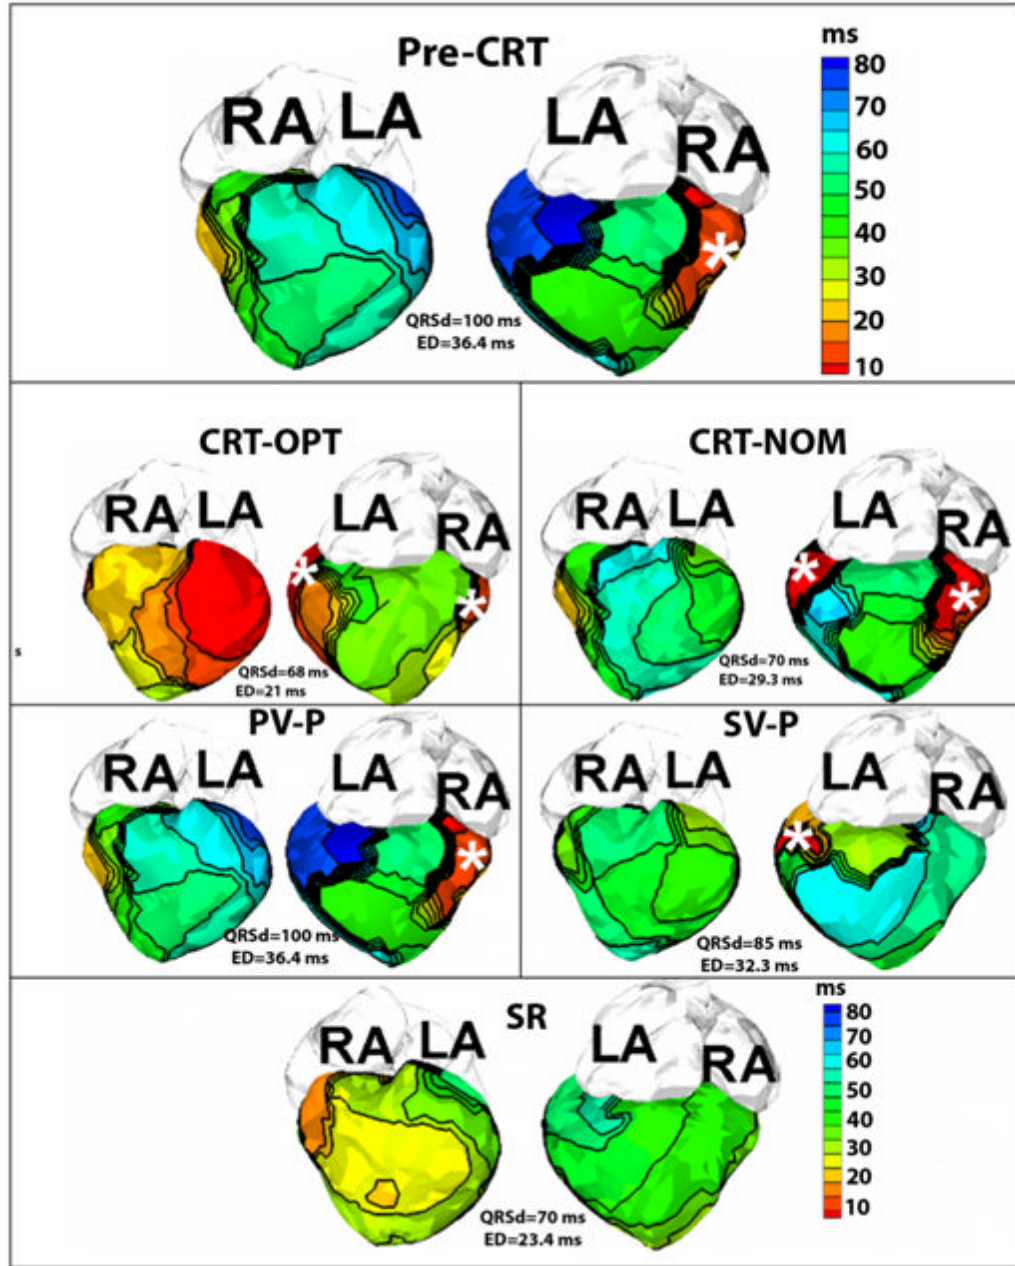 Pre-CRT
RA LA
LA RA
*
ms
80
70
60
50
40
30
20
10
QRSd=100 ms
ED=36.4 ms
CRT-OPT
RA LA
LA RA
* *
QRSd=68 ms
ED=21 ms
s
CRT-NOM
RA LA
LA RA
* *
QRSd=70 ms
ED=29.3 ms
PV-P
RA LA
LA RA
*
QRSd=100 ms
ED=36.4 ms
SV-P
RA LA
LA RA
*
QRSd=85 ms
ED=32.3 ms
SR
RA LA
LA RA
ms
80
70
60
50
40
30
20
10
QRSd=70 ms
ED=23.4 ms